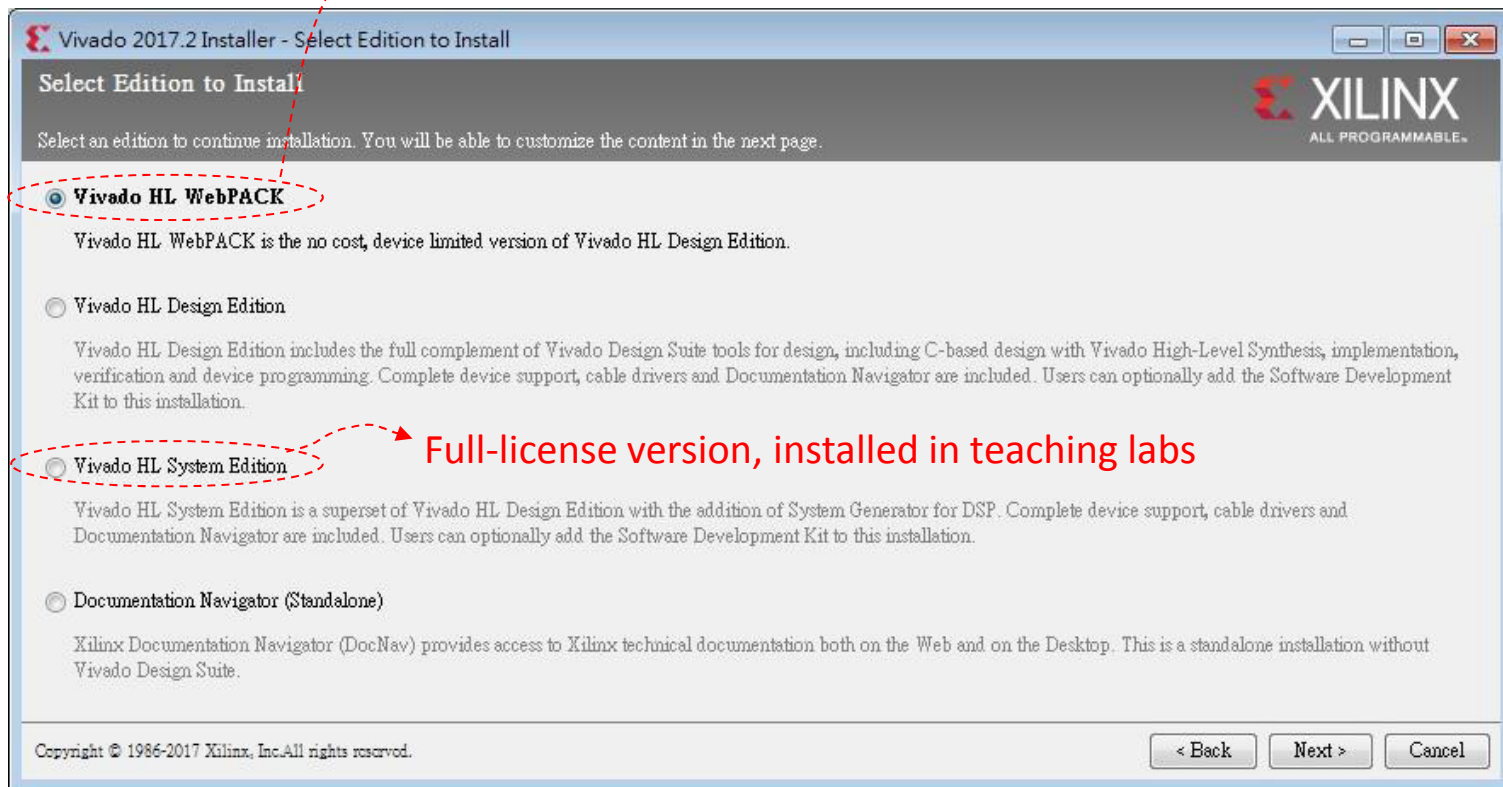 Vivado 2017.2 Installer - Select Edition to Install
Select Edition to Install
XILINX
ALL PROGRAMMABLE™
Select an edition to continue installation. You will be able to customize the content in the next page.
Vivado HL WebPACK
Vivado HL WebPACK is the no cost, device limited version of Vivado HL Design Edition.
Vivado HL Design Edition
Vivado HL Design Edition includes the full complement of Vivado Design Suite tools for design, including C-based design with Vivado High-Level Synthesis, implementation,
verification and device programming. Complete device support, cable drivers and Documentation Navigator are included. Users can optionally add the Software Development
Kit to this installation.
Full-license version, installed in teaching labs
Vivado HL System Edition
Vivado HL System Edition is a superset of Vivado HL Design Edition with the addition of System Generator for DSP. Complete device support, cable drivers and
Documentation Navigator are included. Users can optionally add the Software Development Kit to this installation.
Documentation Navigator (Standalone)
Xilinx Documentation Navigator (DocNav) provides access to Xilinx technical documentation both on the Web and on the Desktop. This is a standalone installation without
Vivado Design Suite.
Copyright © 1986-2017 Xilinx, Inc.All rights reserved.
< Back Next > Cancel